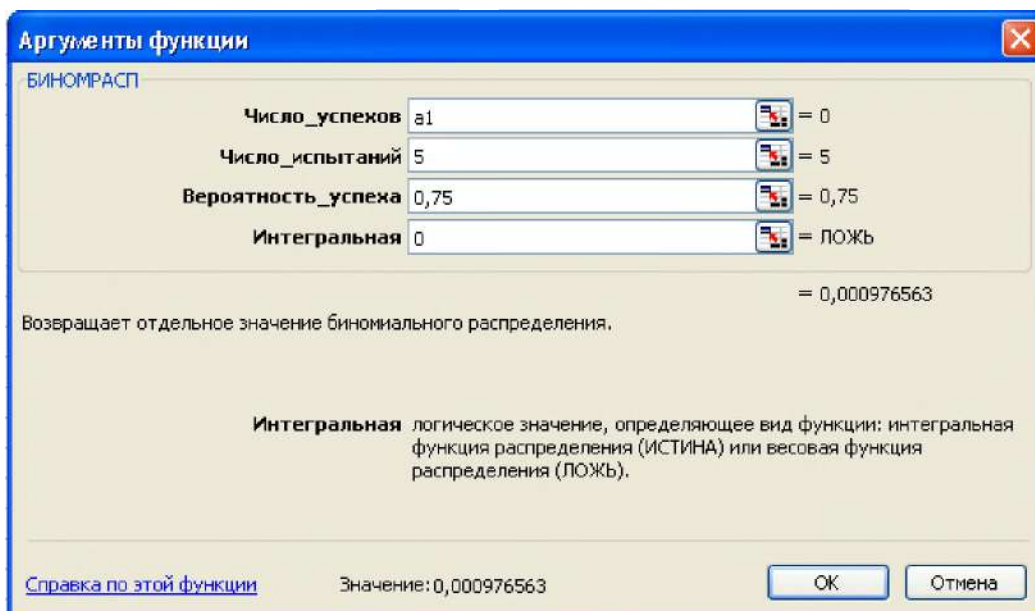 Аргументы функции
БИНОМРАСП
Число_успехов a1 = 0
Число_испытаний 5 = 5
Вероятность_успеха 0,75 = 0,75
Интегральная 0 = ЛОЖЬ
= 0,000976563
Возвращает отдельное значение биномиального распределения.
Интегральная логическое значение, определяющее вид функции: интегральная
функция распределения (ИСТИНА) или весовая функция
распределения (ЛОЖЬ).
Справка по этой функции Значение: 0,000976563 OK Отмена